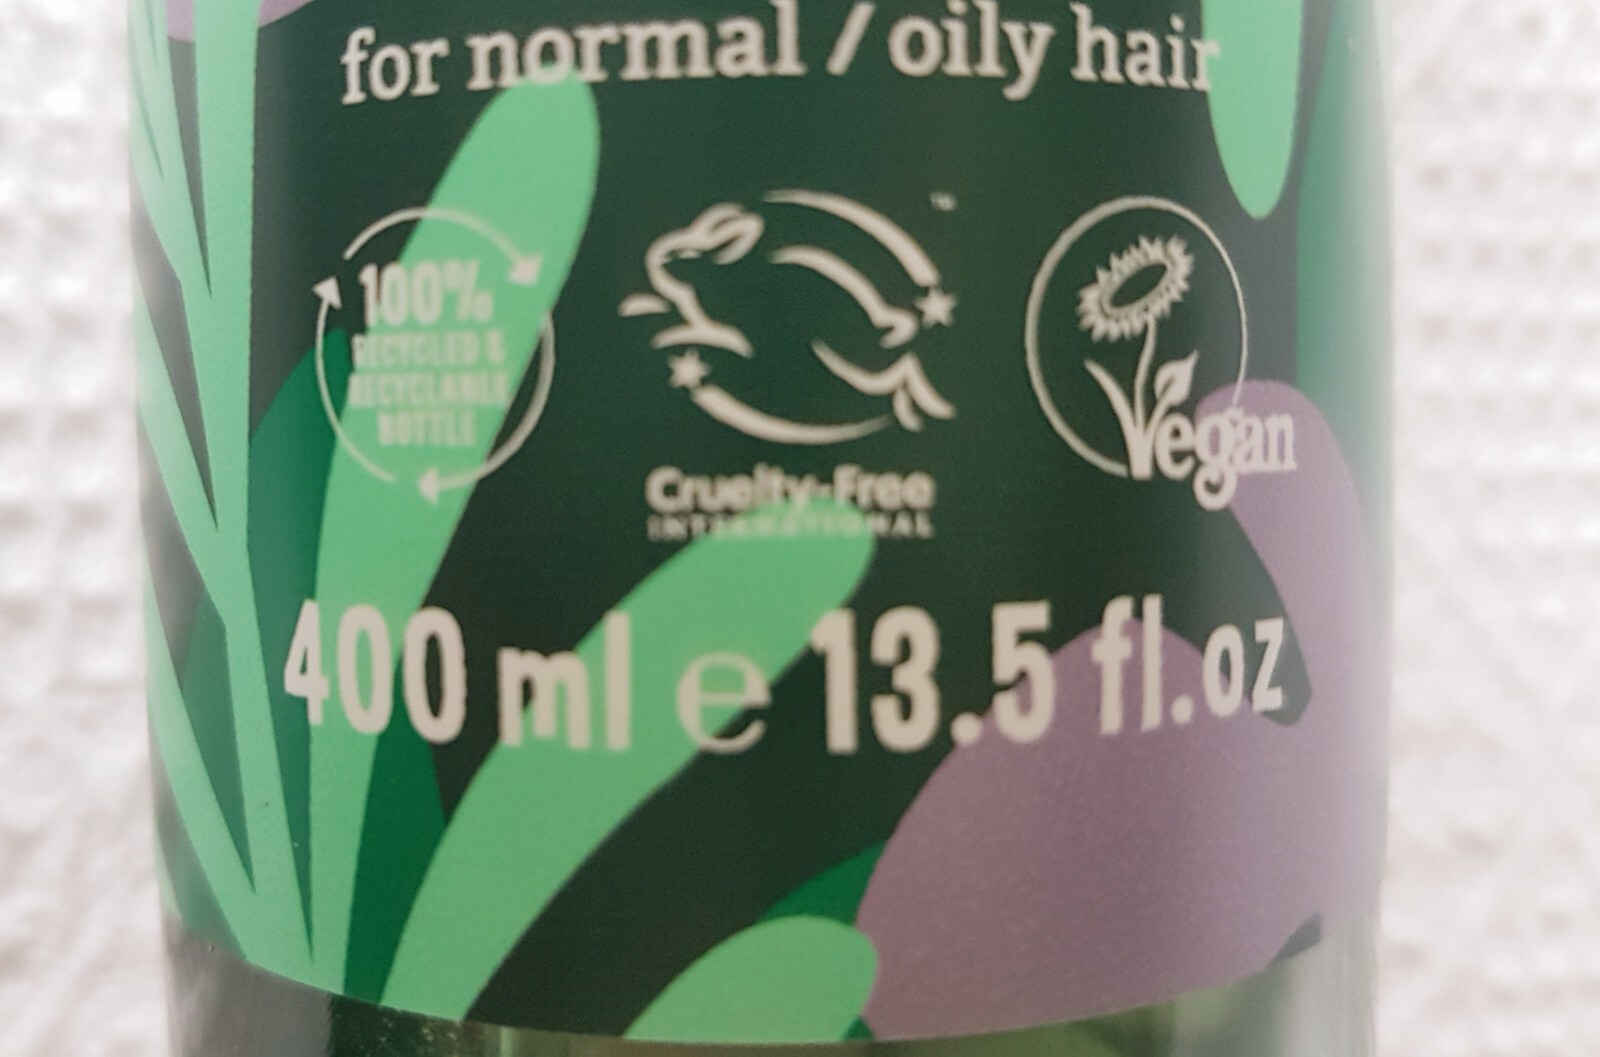 for normal / oily hair
100%
RECYCLED &
RECYCLABLE
BOTTLE
™
Cruelty-Free
INTERNATIONAL
Vegan
400 ml e 13.5 fl.oz